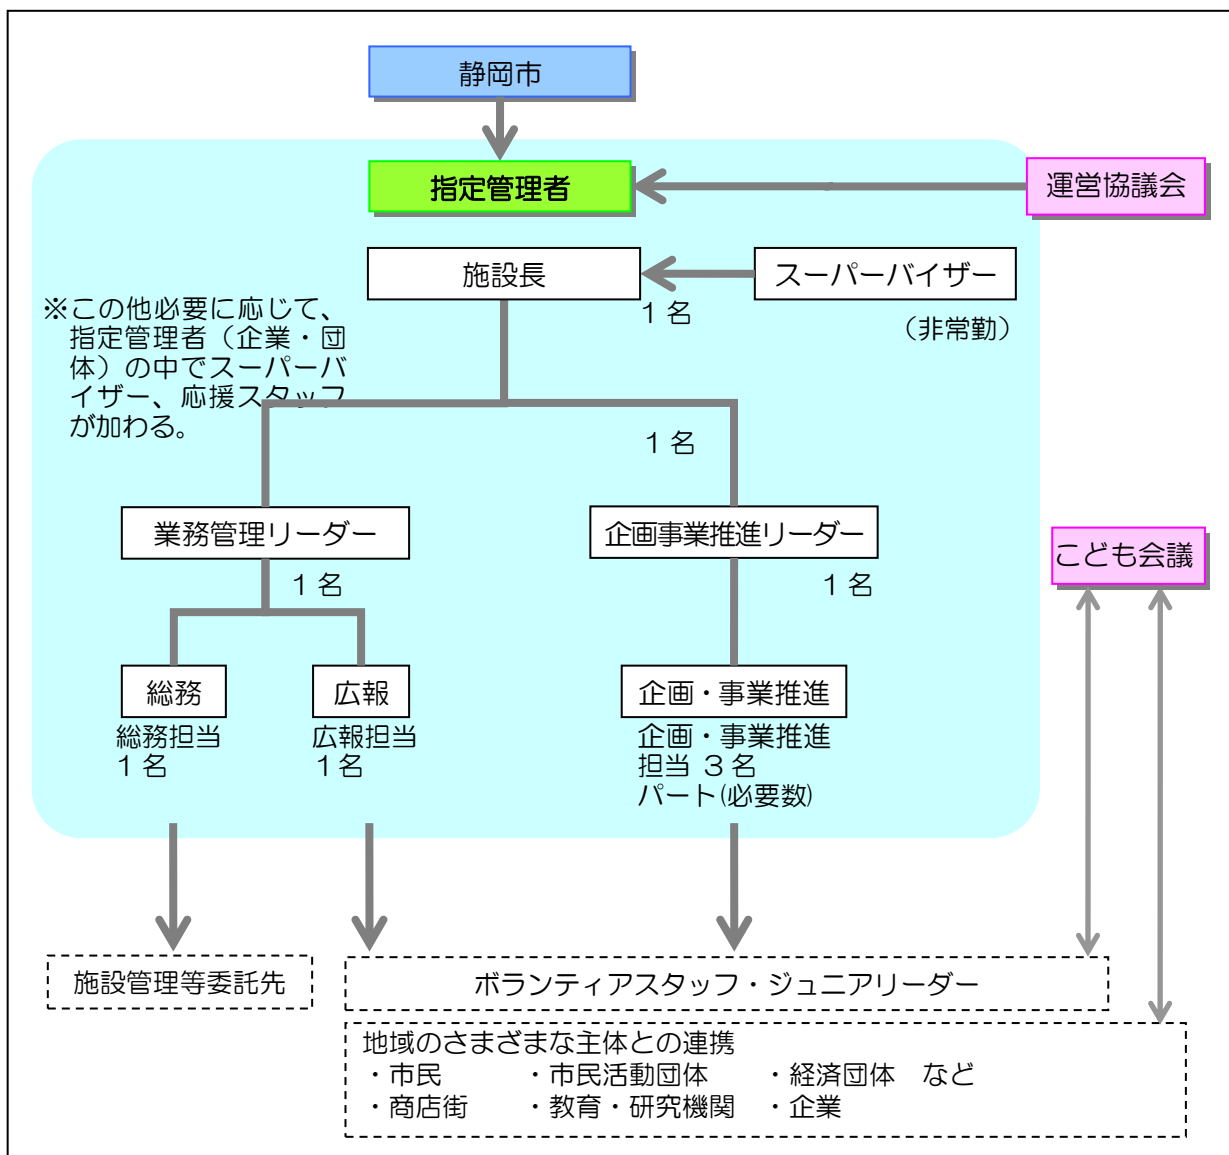 静岡市
指定管理者
運営協議会
施設長
スーパーバイザー
1名
（非常勤）
※この他必要に応じて、
指定管理者（企業・団
体）の中でスーパーバ
イザー、応援スタッフ
が加わる。
1名
業務管理リーダー
企画事業推進リーダー
こども会議
1名
1名
総務
広報
企画・事業推進
総務担当
1名
広報担当
1名
企画・事業推進
担当 3名
パート(必要数)
施設管理等委託先
ボランティアスタッフ・ジュニアリーダー
地域のさまざまな主体との連携
・市民 ・市民活動団体 ・経済団体 など
・商店街 ・教育・研究機関 ・企業